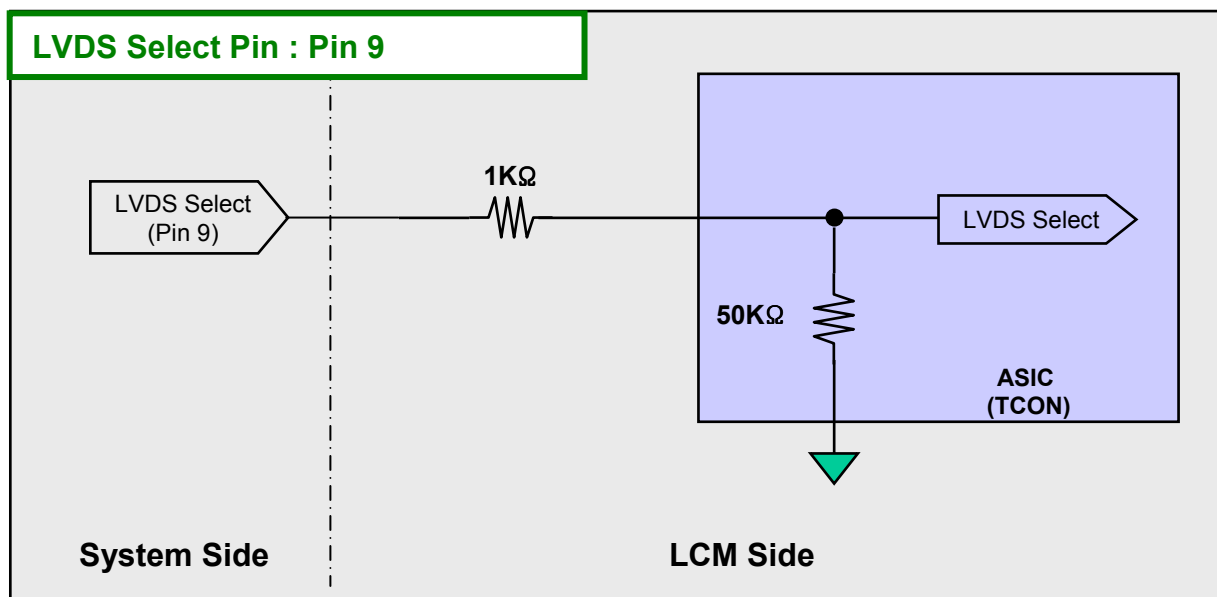 LVDS Select Pin : Pin 9
1KΩ
LVDS Select
(Pin 9)
LVDS Select
50KΩ
ASIC
(TCON)
System Side
LCM Side